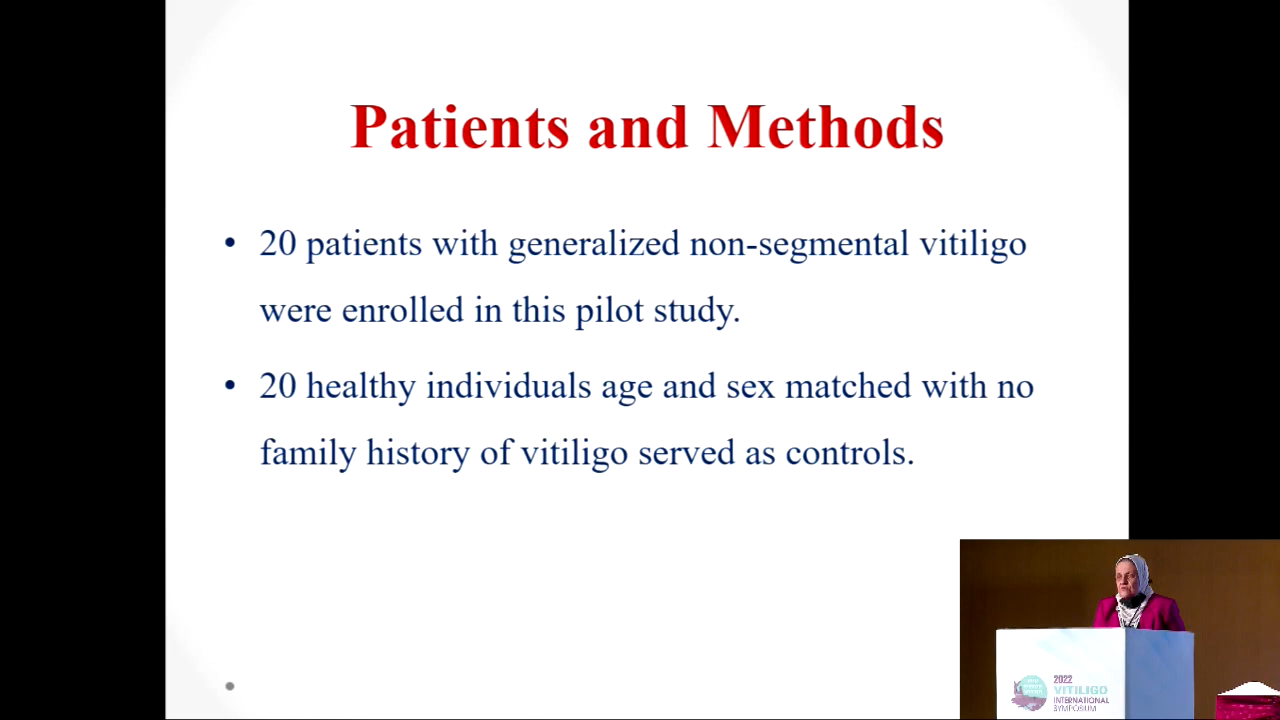 Patients and Methods
• 20 patients with generalized non-segmental vitiligo
were enrolled in this pilot study.
• 20 healthy individuals age and sex matched with no
family history of vitiligo served as controls.
2022
VITILIGO
INTERNATIONAL
SYMPOSIUM